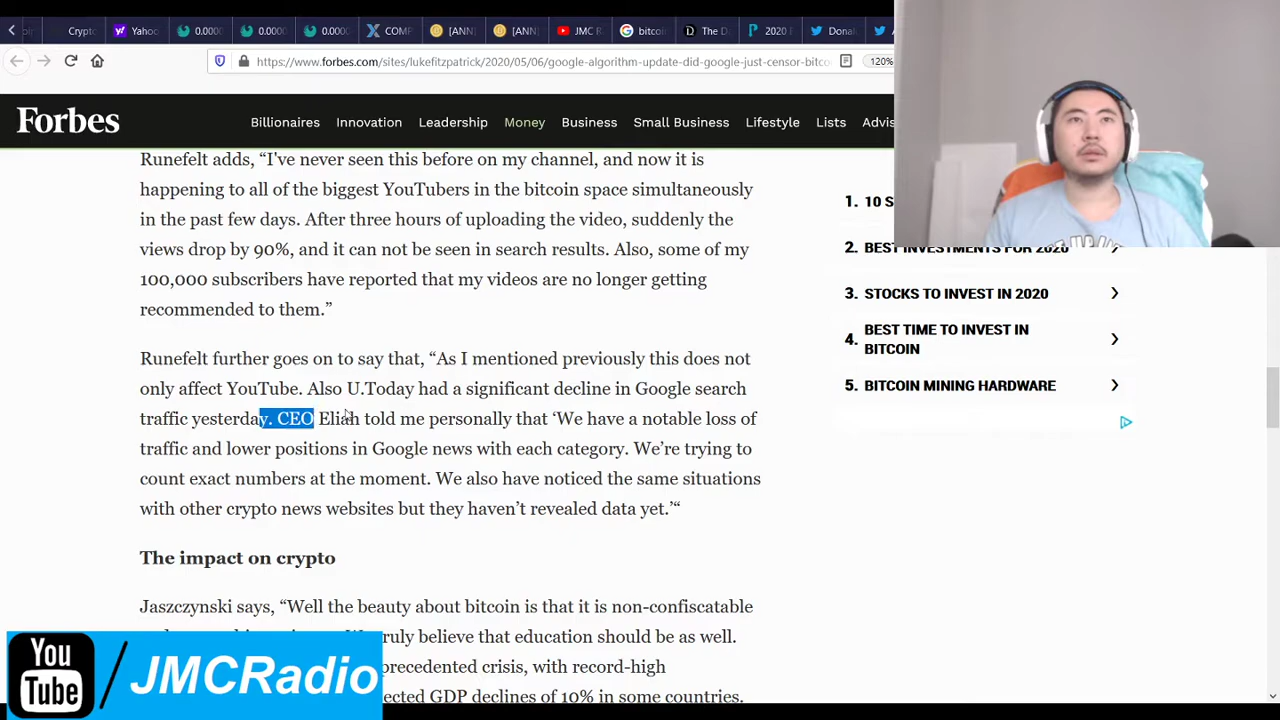 Crypto
Yahoo
0.0000
0.0000
0.0000
COMP
[ANN]
[ANN]
JMC R
bitcoi
The D
2020 E
Donal
https://www.forbes.com/sites/lukefitzpatrick/2020/05/06/google-algorithm-update-did-google-just-censor-bitco
120%
Forbes
Billionaires
Innovation
Leadership
Money
Business
Small Business
Lifestyle
Lists
Advis
Runefelt adds, “I've never seen this before on my channel, and now it is
happening to all of the biggest YouTubers in the bitcoin space simultaneously
in the past few days. After three hours of uploading the video, suddenly the
views drop by 90%, and it can not be seen in search results. Also, some of my
100,000 subscribers have reported that my videos are no longer getting
recommended to them.”
Runefelt further goes on to say that, “As I mentioned previously this does not
only affect YouTube. Also U.Today had a significant decline in Google search
traffic yesterday. CEO Eliah told me personally that ‘We have a notable loss of
traffic and lower positions in Google news with each category. We’re trying to
count exact numbers at the moment. We also have noticed the same situations
with other crypto news websites but they haven’t revealed data yet.’“
The impact on crypto
Jaszczynski says, “Well the beauty about bitcoin is that it is non-confiscatable
truly believe that education should be as well.
precedented crisis, with record-high
ected GDP declines of 10% in some countries.
1. 10 S
2. BEST INVESTMENTS FOR 2020
3. STOCKS TO INVEST IN 2020
4. BEST TIME TO INVEST IN
BITCOIN
5. BITCOIN MINING HARDWARE
You
Tube
/JMCRadio